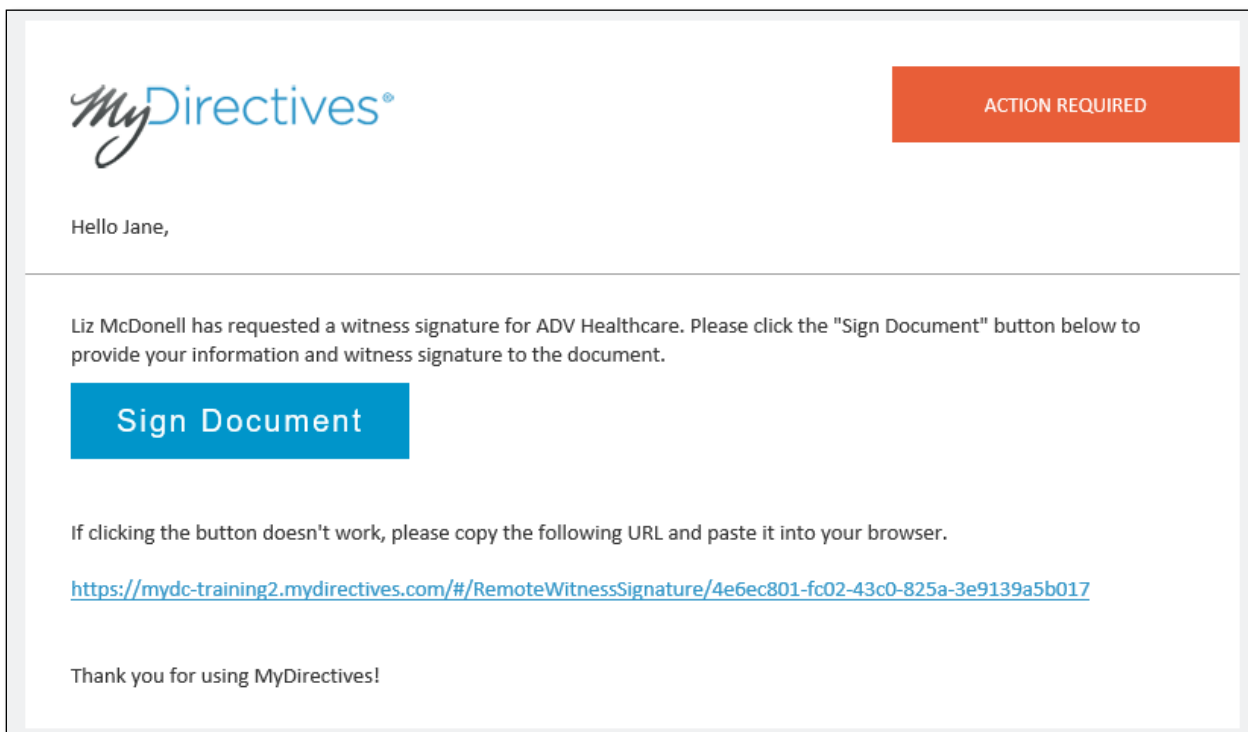 MyDirectives®
ACTION REQUIRED
Hello Jane,
Liz McDonell has requested a witness signature for ADV Healthcare. Please click the "Sign Document" button below to
provide your information and witness signature to the document.
Sign Document
If clicking the button doesn't work, please copy the following URL and paste it into your browser.
https://mydc-training2.mydirectives.com/#/RemoteWitnessSignature/4e6ec801-fc02-43c0-825a-3e9139a5b017
Thank you for using MyDirectives!